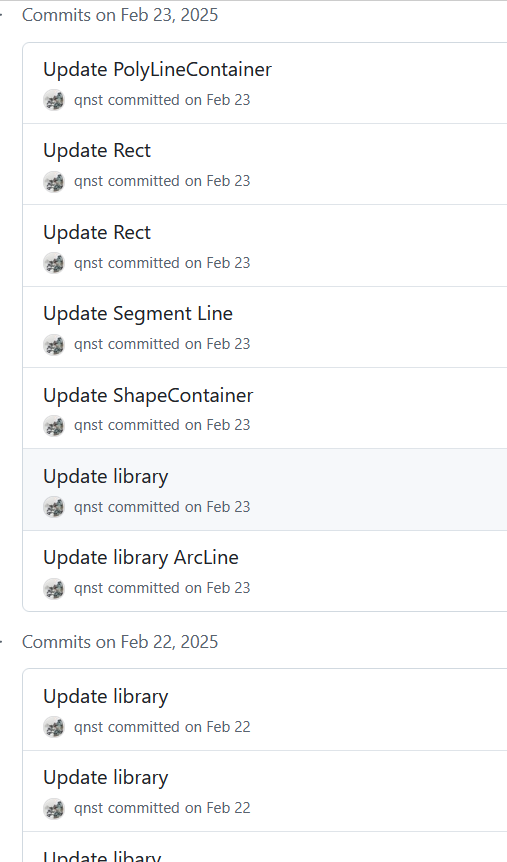 Commits on Feb 23, 2025
Update PolyLineContainer
qnst committed on Feb 23
Update Rect
qnst committed on Feb 23
Update Rect
qnst committed on Feb 23
Update Segment Line
qnst committed on Feb 23
Update ShapeContainer
qnst committed on Feb 23
Update library
qnst committed on Feb 23
Update library ArcLine
qnst committed on Feb 23
Commits on Feb 22, 2025
Update library
qnst committed on Feb 22
Update library
qnst committed on Feb 22
Update libary